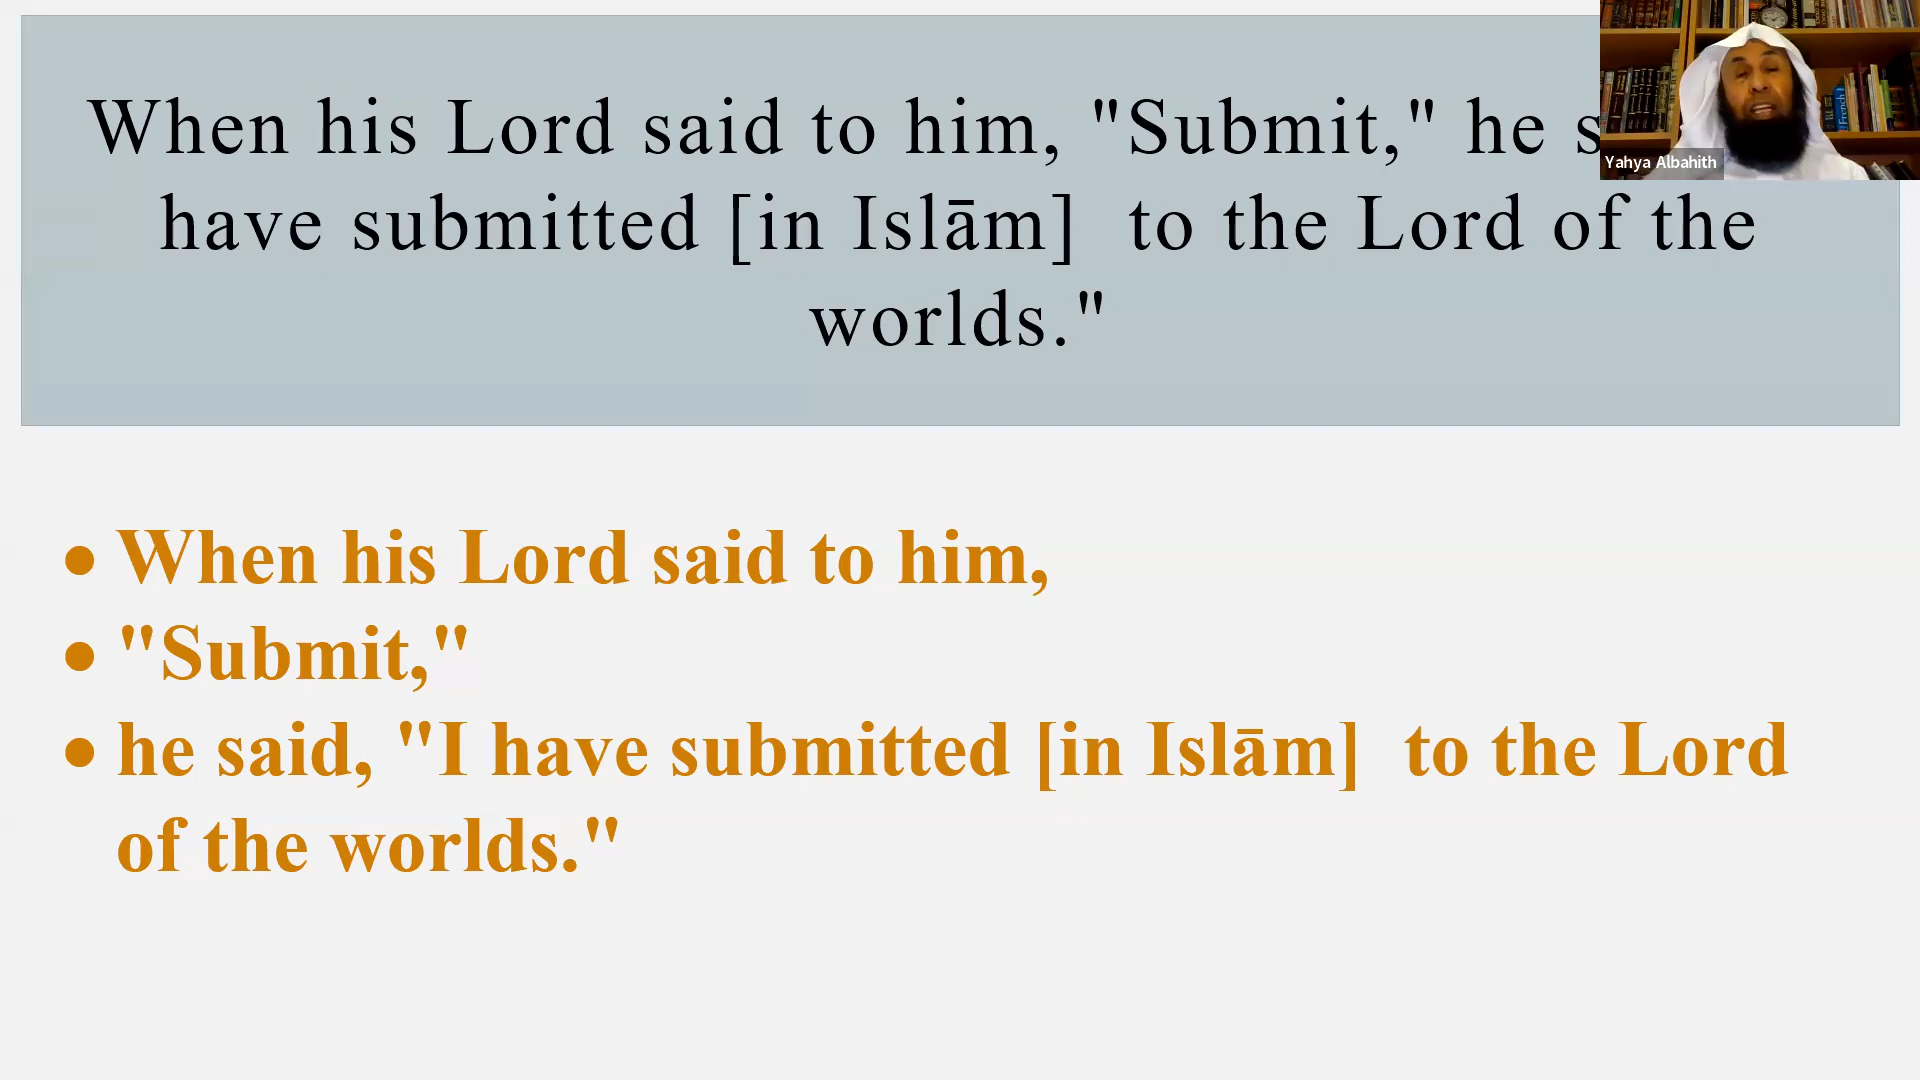 When his Lord said to him, "Submit," he
have submitted [in Islām]  to the Lord of the
worlds."
Yahya Albahith
French
• When his Lord said to him,
• "Submit,"
• he said, "I have submitted [in Islām]  to the Lord
of the worlds."